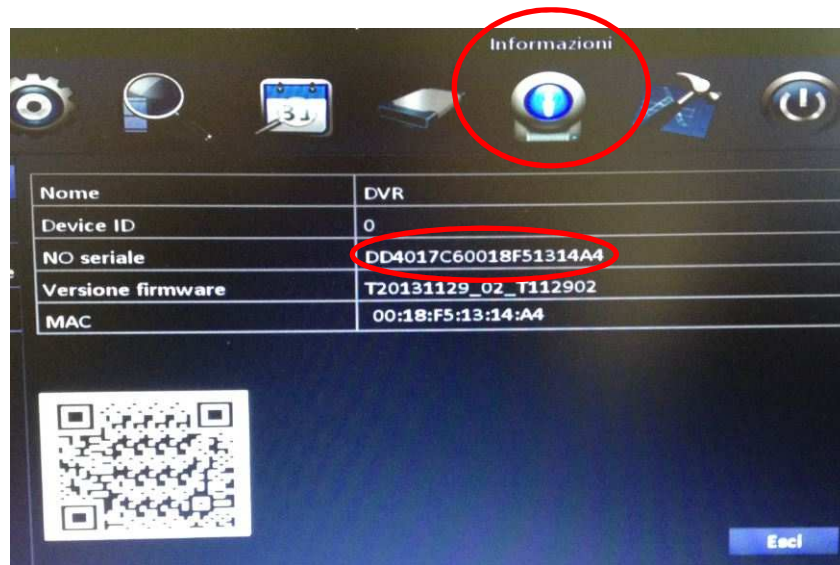 Informazioni
31
Nome DVR
Device ID 0
NO seriale DD4017C60018F51314A4
Versione firmware T20131129_02_T112902
MAC 00:18:F5:13:14:A4
Esci